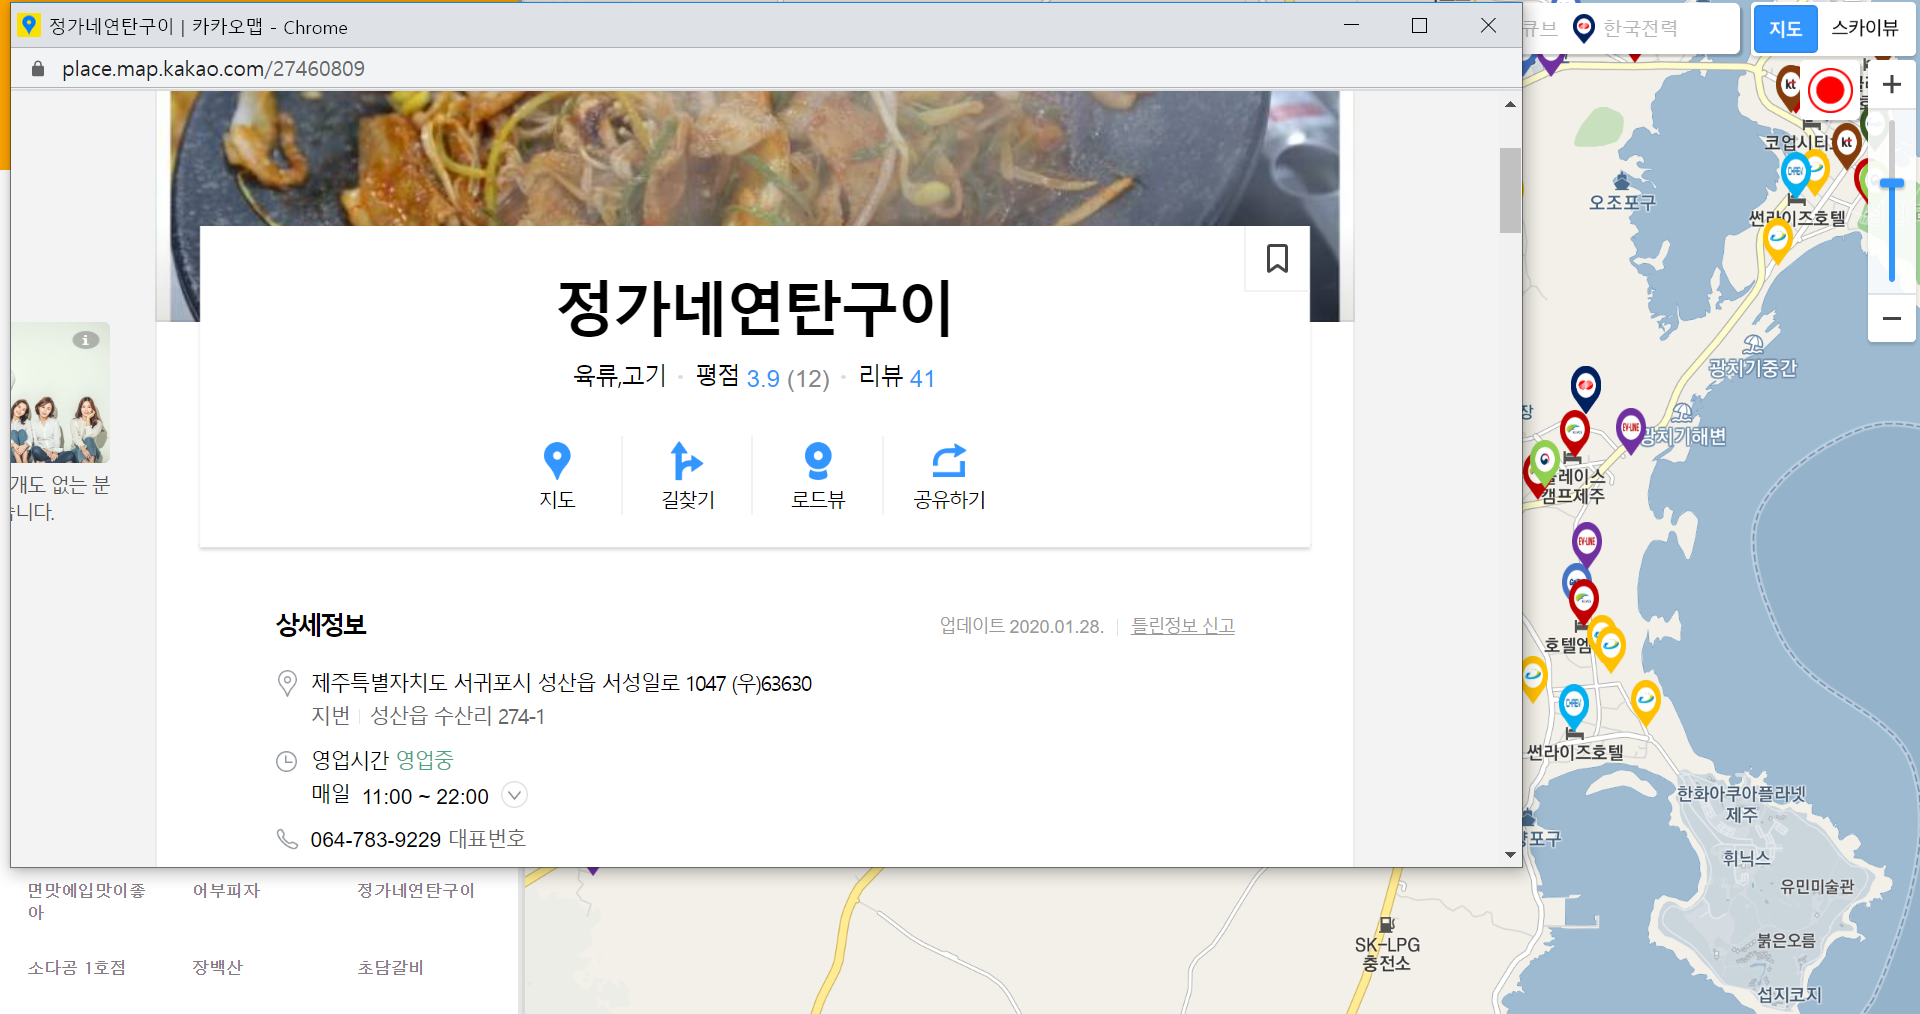 정가네연탄구이 | 카카오맵 - Chrome
place.map.kakao.com/27460809
정가네연탄구이
육류,고기 · 평점 3.9 (12) · 리뷰 41
지도
길찾기
로드뷰
공유하기
개도 없는 분
니다.
상세정보
업데이트 2020.01.28.
틀린정보 신고
제주특별자치도 서귀포시 성산읍 서성일로 1047 (우)63630
지번 성산읍 수산리 274-1
영업시간 영업중
매일 11:00 ~ 22:00
064-783-9229 대표번호
면맛에입맛이좋
아
어부피자
정가네연탄구이
소다공 1호점
장백산
초담갈비
큐브
한국전력
지도
스카이뷰
kt
코업시티
kt
오조포구
썬라이즈호텔
광치기중간
장
EV-LINE
광치기해변
플레이스
캠프제주
EV-LINE
호텔엠
썬라이즈호텔
한화아쿠아플라넷
제주
포구
휘닉스
유민미술관
SK-LPG
충전소
붉은오름
섭지코지